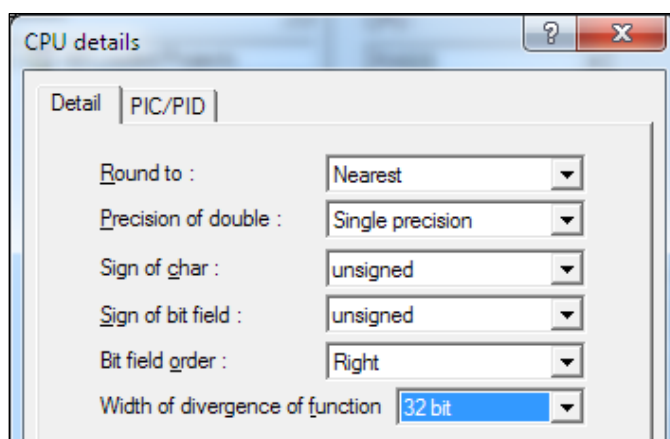 CPU details
?
Detail
PIC/PID
Round to : Nearest
Precision of double : Single precision
Sign of char : unsigned
Sign of bit field : unsigned
Bit field order : Right
Width of divergence of function 32 bit